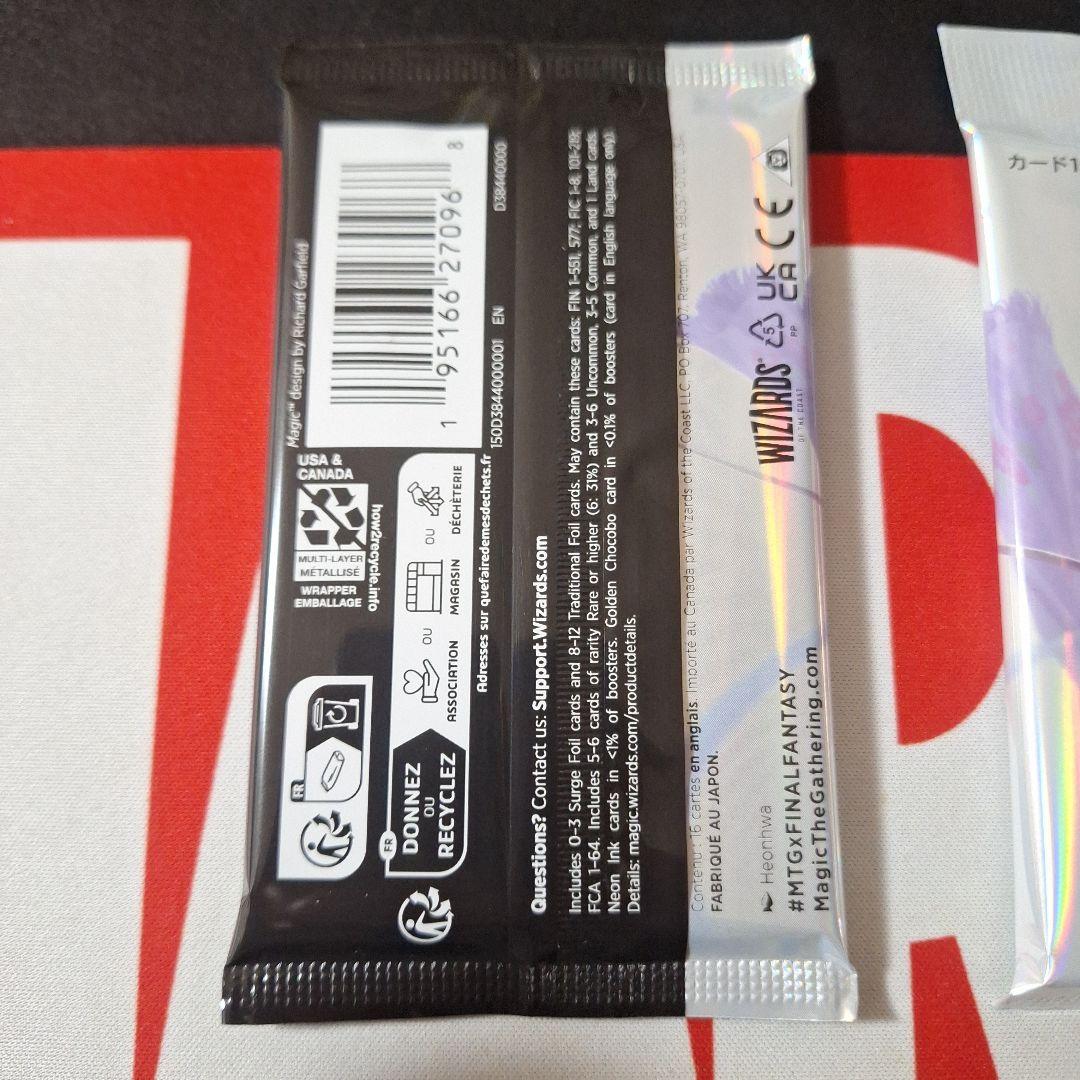 Magic™ design by Richard Garfield
1 95166 27096 8
150D3844000001 EN
D38440000
USA &
CANADA
MULTI-LAYER
MÉTALLISÉ
WRAPPER
EMBALLAGE
how2recycle.info
FR
FR
DONNEZ
OU
RECYCLEZ
ASSOCIATION
OU
MAGASIN
OU
DÉCHÈTERIE
Adresses sur quefairedemesdechets.fr
Questions? Contact us: Support.Wizards.com
Includes 0-3 Surge Foil cards and 8-12 Traditional Foil cards. May contain these cards: FIN 1-551, 577; FIC 1-8, 101-218;
FCA 1-64. Includes 5-6 cards of rarity Rare or higher (6: 31%) and 3-6 Uncommon, 3-5 Common, and 1 Land cards.
Neon Ink cards in <1% of boosters. Golden Chocobo card in <0.1% of boosters (card in English language only).
Details: magic.wizards.com/productdetails.
Contenu : 16 cartes en anglais. Importé au Canada par Wizards of the Coast LLC, PO Box 707, Renton, WA 98057
FABRIQUÉ AU JAPON.
Heonhwa
#MTGxFINALFANTASY
MagicTheGathering.com
WIZARDS
OF THE COAST
5
PP
UK
CA
CE
カード1